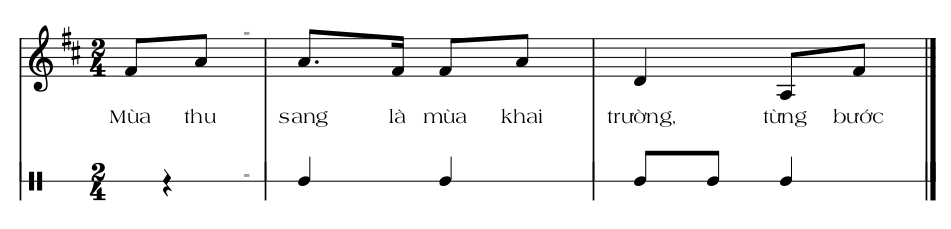 Mùa thu sang là mùa khai trường, từng bước